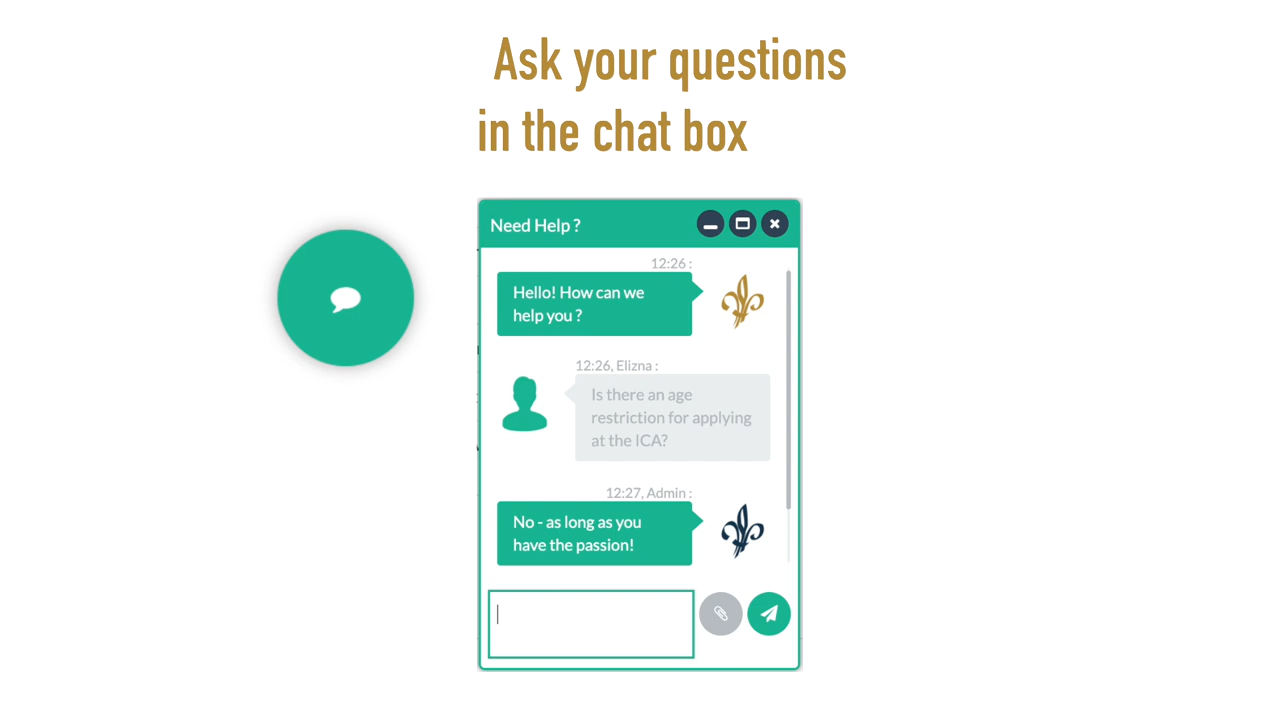 Ask your questions
in the chat box
Need Help ?
12:26 :
Hello! How can we
help you ?
12:26, Elizna :
Is there an age
restriction for applying
at the ICA?
12:27, Admin :
No - as long as you
have the passion!